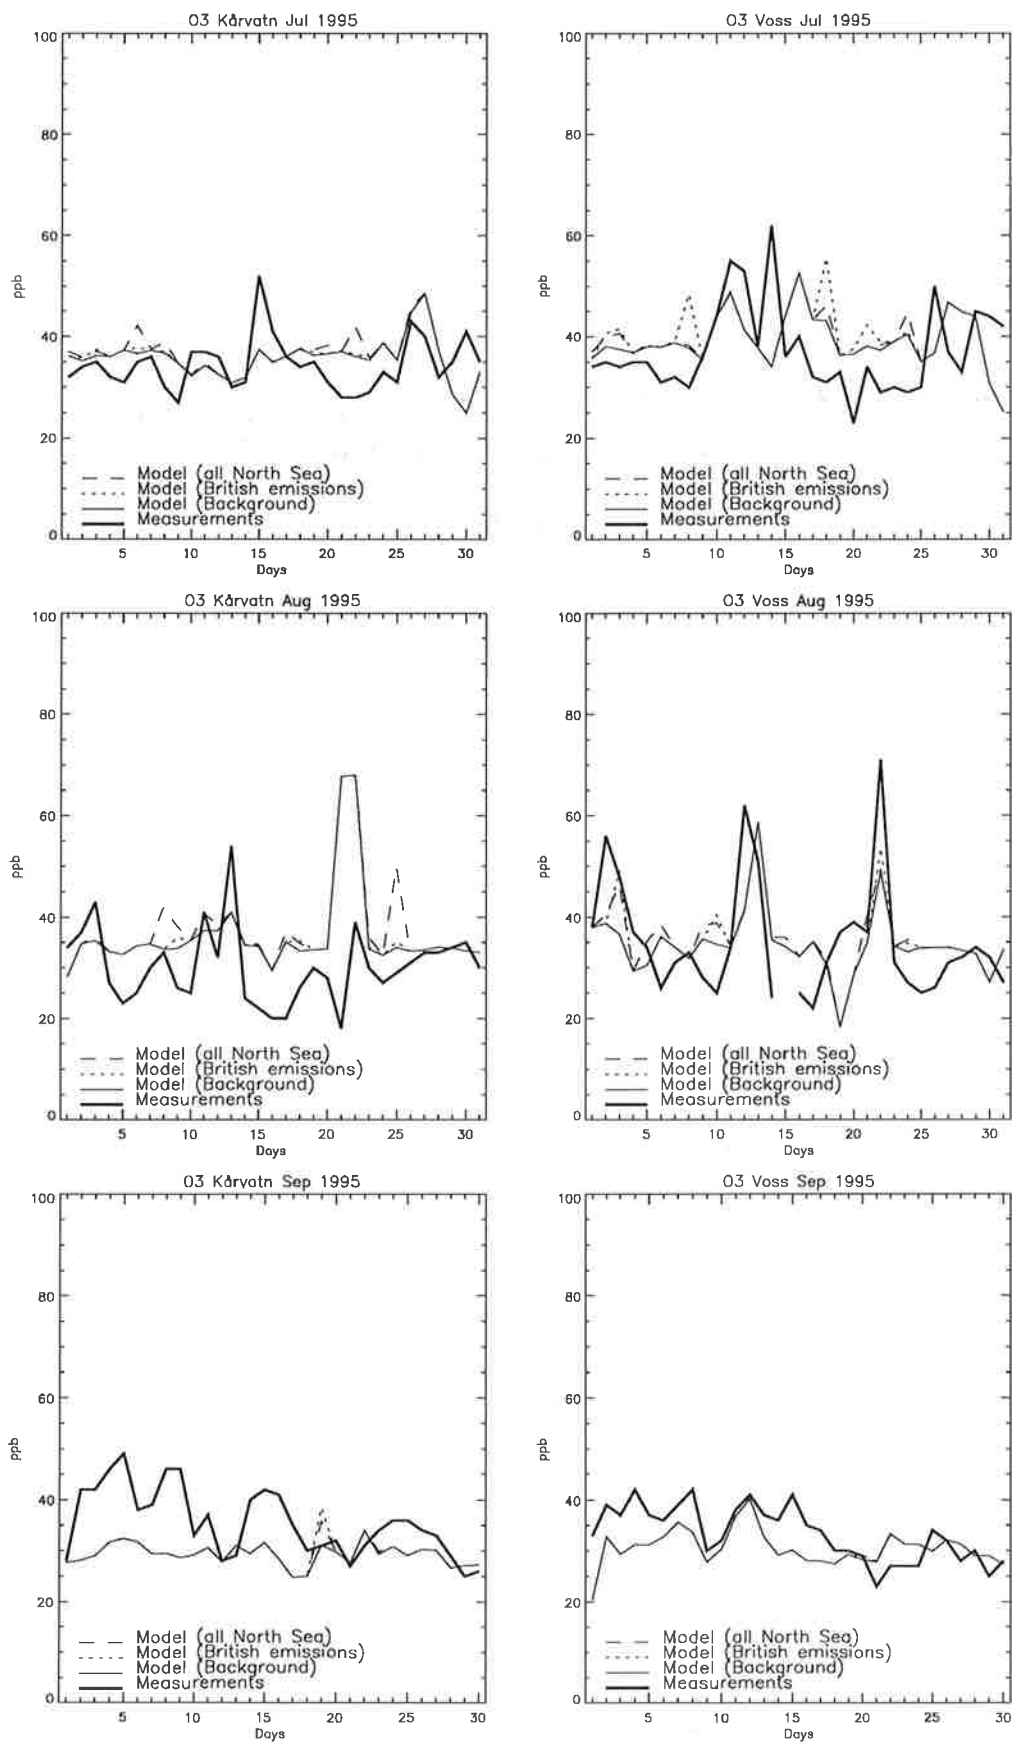 O3 Kårvatn Jul 1995
100
80
60
40
20
0
ppb
Model (all North Sea)
Model (British emissions)
Model (Background)
Measurements
5 10 15 20 25 30
Days
O3 Voss Jul 1995
100
80
60
40
20
0
ppb
Model (all North Sea)
Model (British emissions)
Model (Background)
Measurements
5 10 15 20 25 30
Days
O3 Kårvatn Aug 1995
100
80
60
40
20
0
ppb
Model (all North Sea)
Model (British emissions)
Model (Background)
Measurements
5 10 15 20 25 30
Days
O3 Voss Aug 1995
100
80
60
40
20
0
ppb
Model (all North Sea)
Model (British emissions)
Model (Background)
Measurements
5 10 15 20 25 30
Days
O3 Kårvatn Sep 1995
100
80
60
40
20
0
ppb
Model (all North Sea)
Model (British emissions)
Model (Background)
Measurements
5 10 15 20 25 30
Days
O3 Voss Sep 1995
100
80
60
40
20
0
ppb
Model (all North Sea)
Model (British emissions)
Model (Background)
Measurements
5 10 15 20 25 30
Days